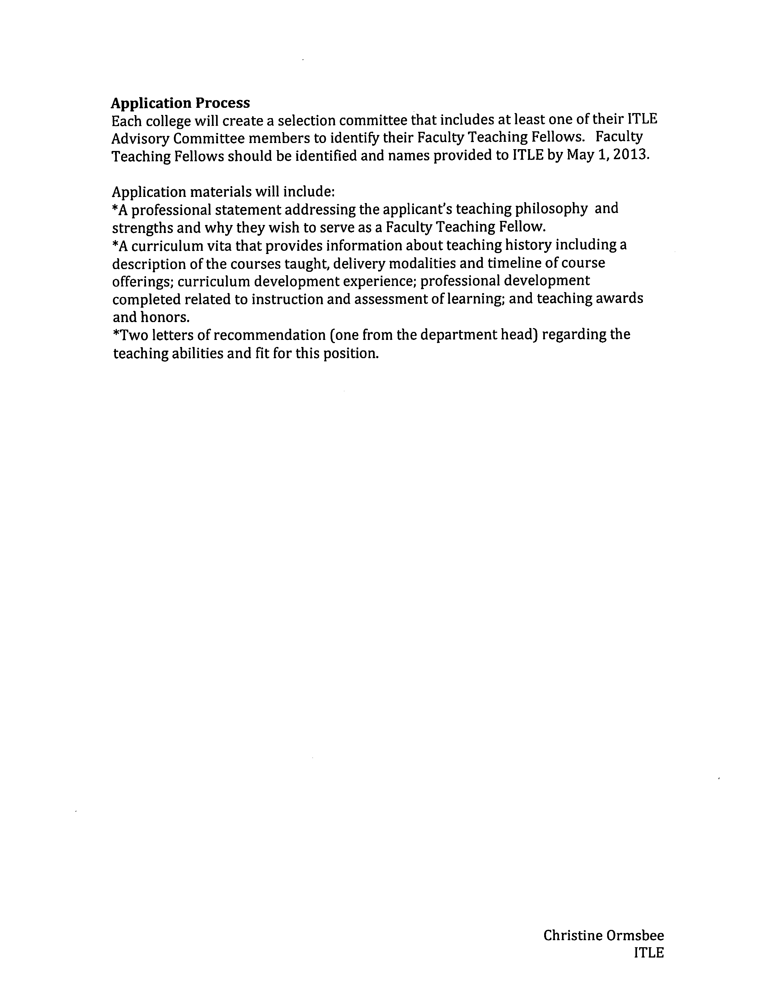 Application Process
Each college will create a selection committee that includes at least one of their ITLE
Advisory Committee members to identify their Faculty Teaching Fellows.   Faculty
Teaching Fellows should be identified and names provided to ITLE by May 1, 2013.

Application materials will include:
*A professional statement addressing the applicant's teaching philosophy  and
strengths and why they wish to serve as a Faculty Teaching Fellow.
*A curriculum vita that provides information about teaching history including a
description of the courses taught, delivery modalities and timeline of course
offerings; curriculum development experience; professional development
completed related to instruction and assessment of learning; and teaching awards
and honors.
*Two letters of recommendation (one from the department head) regarding the
teaching abilities and fit for this position.

Christine Ormsbee
ITLE